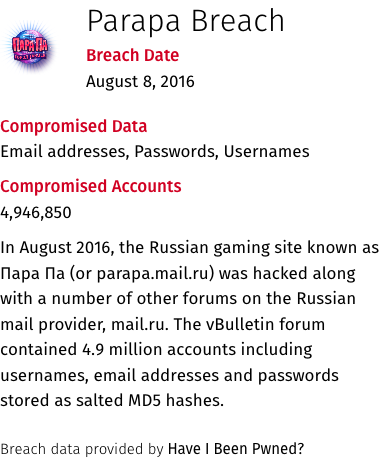 Parapa Breach
Breach Date
August 8, 2016
Compromised Data
Email addresses, Passwords, Usernames
Compromised Accounts
4,946,850
In August 2016, the Russian gaming site known as
Пара Па (or parapa.mail.ru) was hacked along
with a number of other forums on the Russian
mail provider, mail.ru. The vBulletin forum
contained 4.9 million accounts including
usernames, email addresses and passwords
stored as salted MD5 hashes.
Breach data provided by Have I Been Pwned?